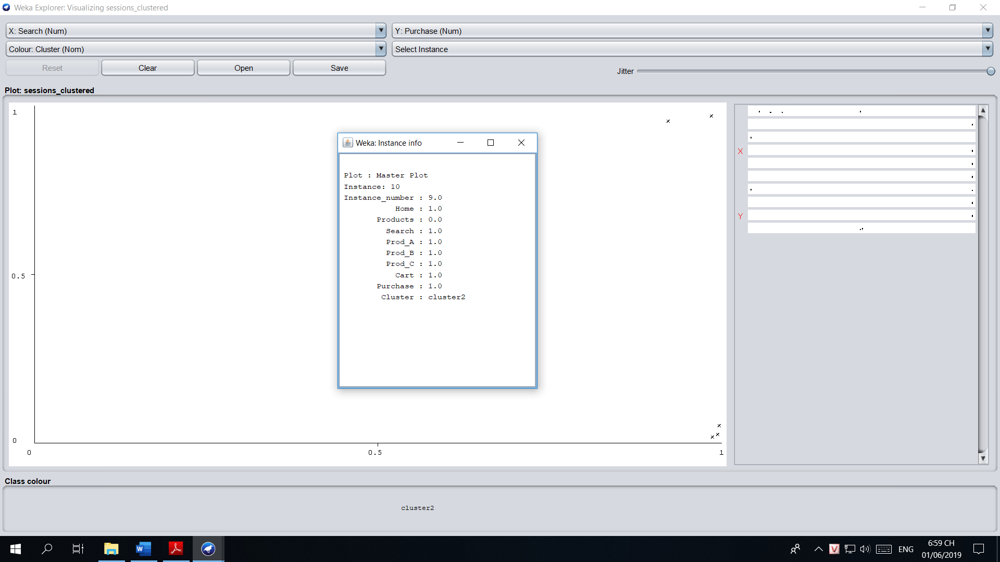 Weka Explorer: Visualizing sessions_clustered
X: Search (Num)
Y: Purchase (Num)
Colour: Cluster (Nom)
Select Instance
Reset
Clear
Open
Save
Jitter
Plot: sessions_clustered
1
0.5
0
0
0.5
1
X
Y
Weka: Instance info
Plot : Master Plot
Instance: 10
Instance_number : 9.0
Home : 1.0
Products : 0.0
Search : 1.0
Prod_A : 1.0
Prod_B : 1.0
Prod_C : 1.0
Cart : 1.0
Purchase : 1.0
Cluster : cluster2
Class colour
cluster2
ENG
6:59 CH
01/06/2019